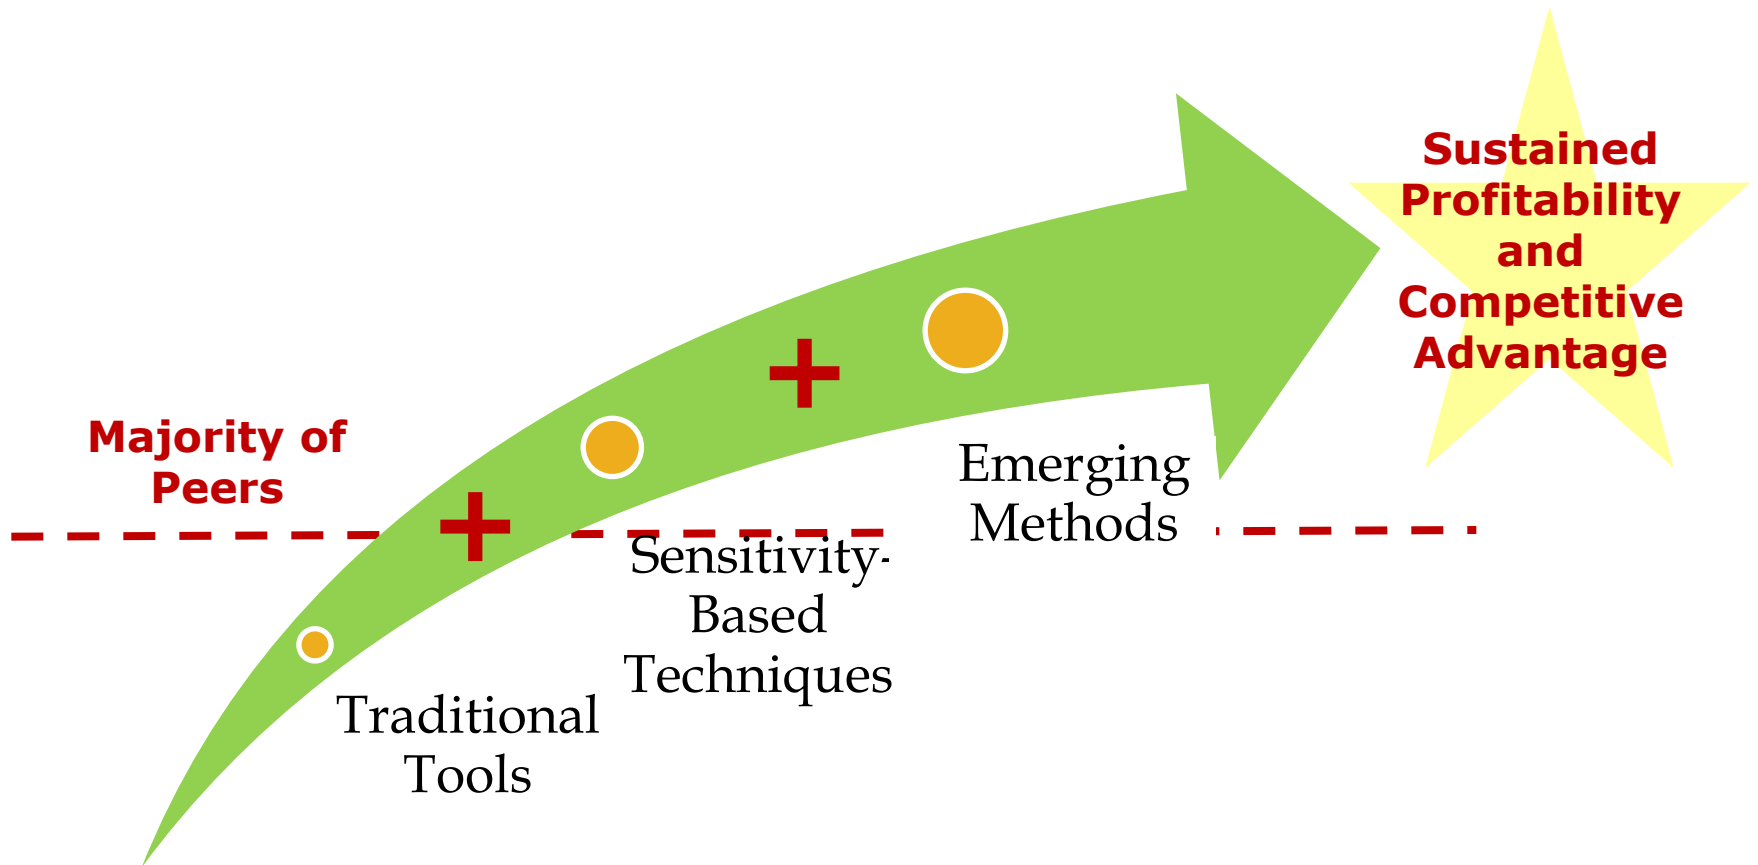 Sustained
Profitability
and
Competitive
Advantage
Majority of
Peers
Emerging
Methods
Sensitivity-
Based
Techniques
Traditional
Tools